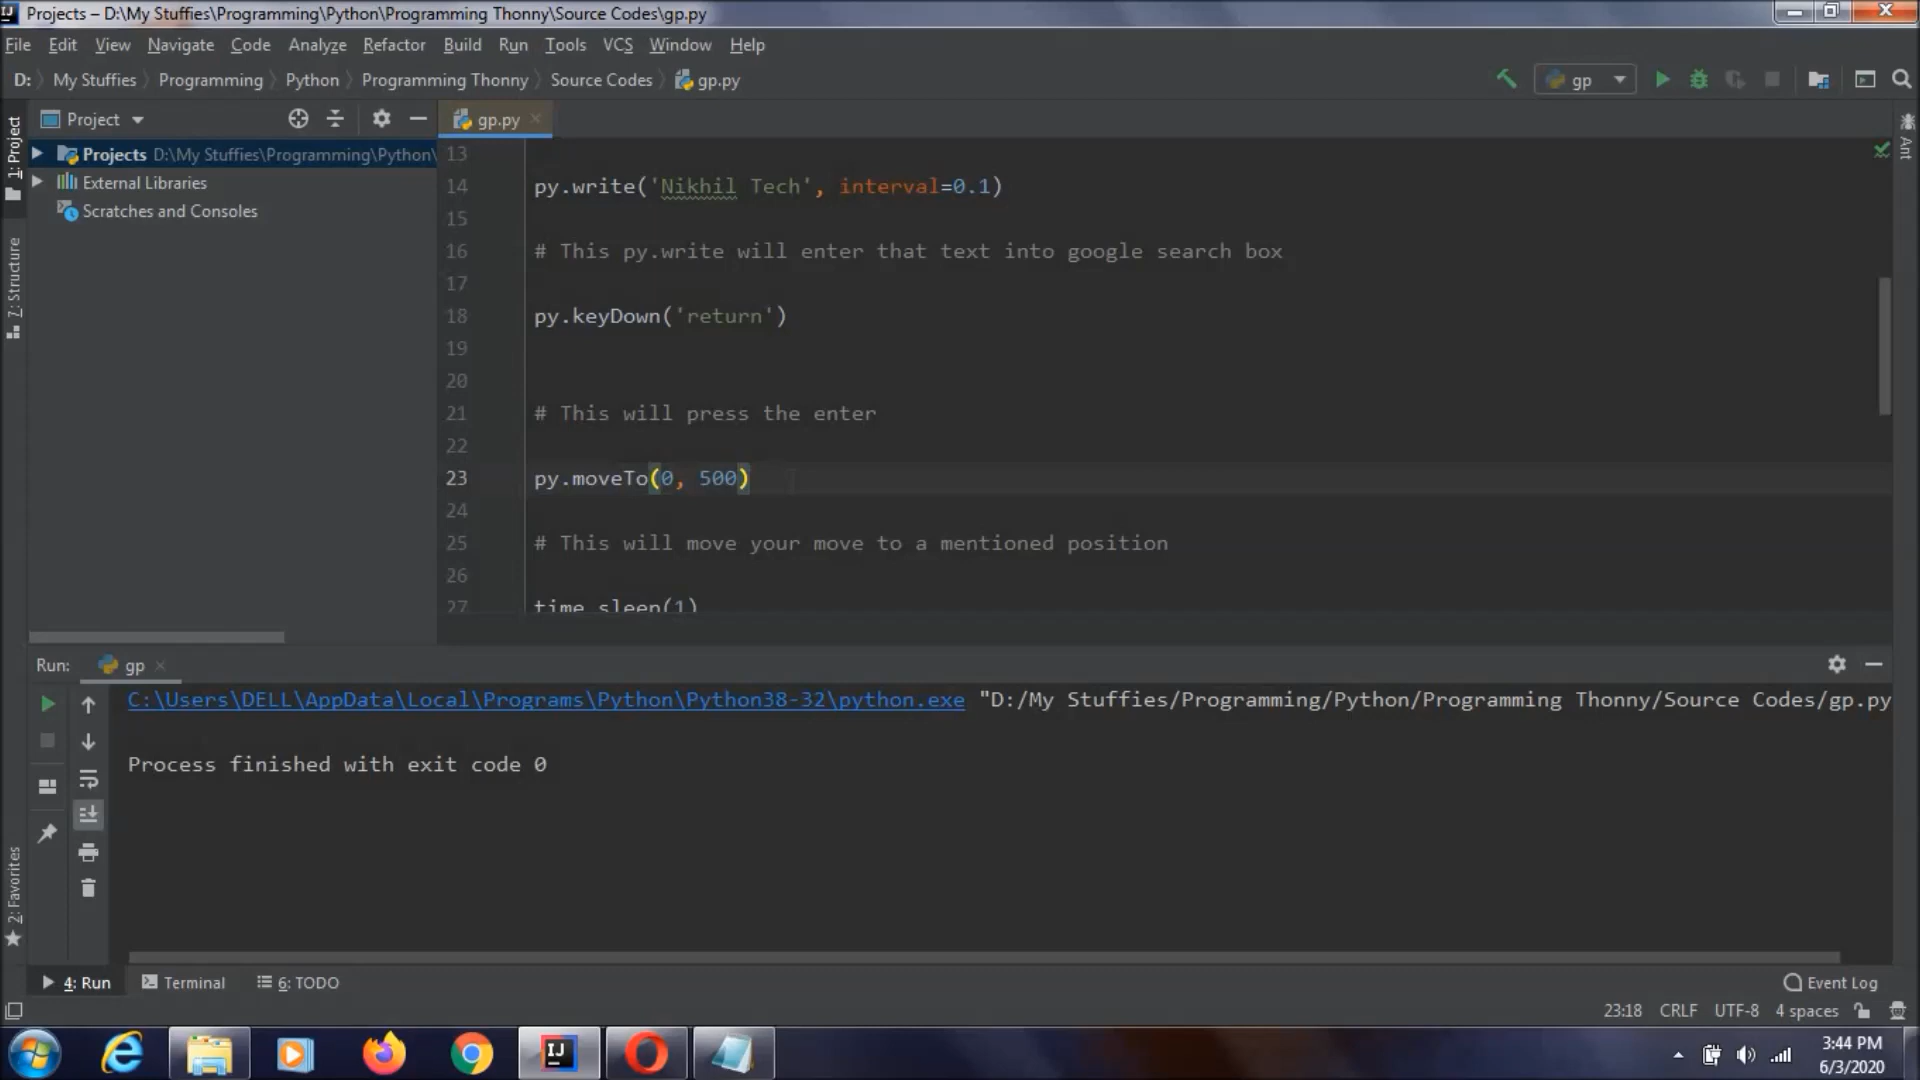 Projects – D:\My Stuffies\Programming\Python\Programming Thonny\Source Codes\gp.py
File Edit View Navigate Code Analyze Refactor Build Run Tools VCS Window Help
D: My Stuffies Programming Python Programming Thonny Source Codes gp.py gp
Project gp.py
1: Project
Projects D:\My Stuffies\Programming\Python\
External Libraries
Scratches and Consoles
7: Structure
Ant
13
14 py.write('Nikhil Tech', interval=0.1)
15
16 # This py.write will enter that text into google search box
17
18 py.keyDown('return')
19
20
21 # This will press the enter
22
23 py.moveTo(0, 500)
24
25 # This will move your move to a mentioned position
26
27 time.sleep(1)
Run: gp
C:\Users\DELL\AppData\Local\Programs\Python\Python38-32\python.exe "D:/My Stuffies/Programming/Python/Programming Thonny/Source Codes/gp.py
Process finished with exit code 0
2: Favorites
4: Run Terminal 6: TODO Event Log
23:18 CRLF UTF-8 4 spaces
IJ
3:44 PM
6/3/2020